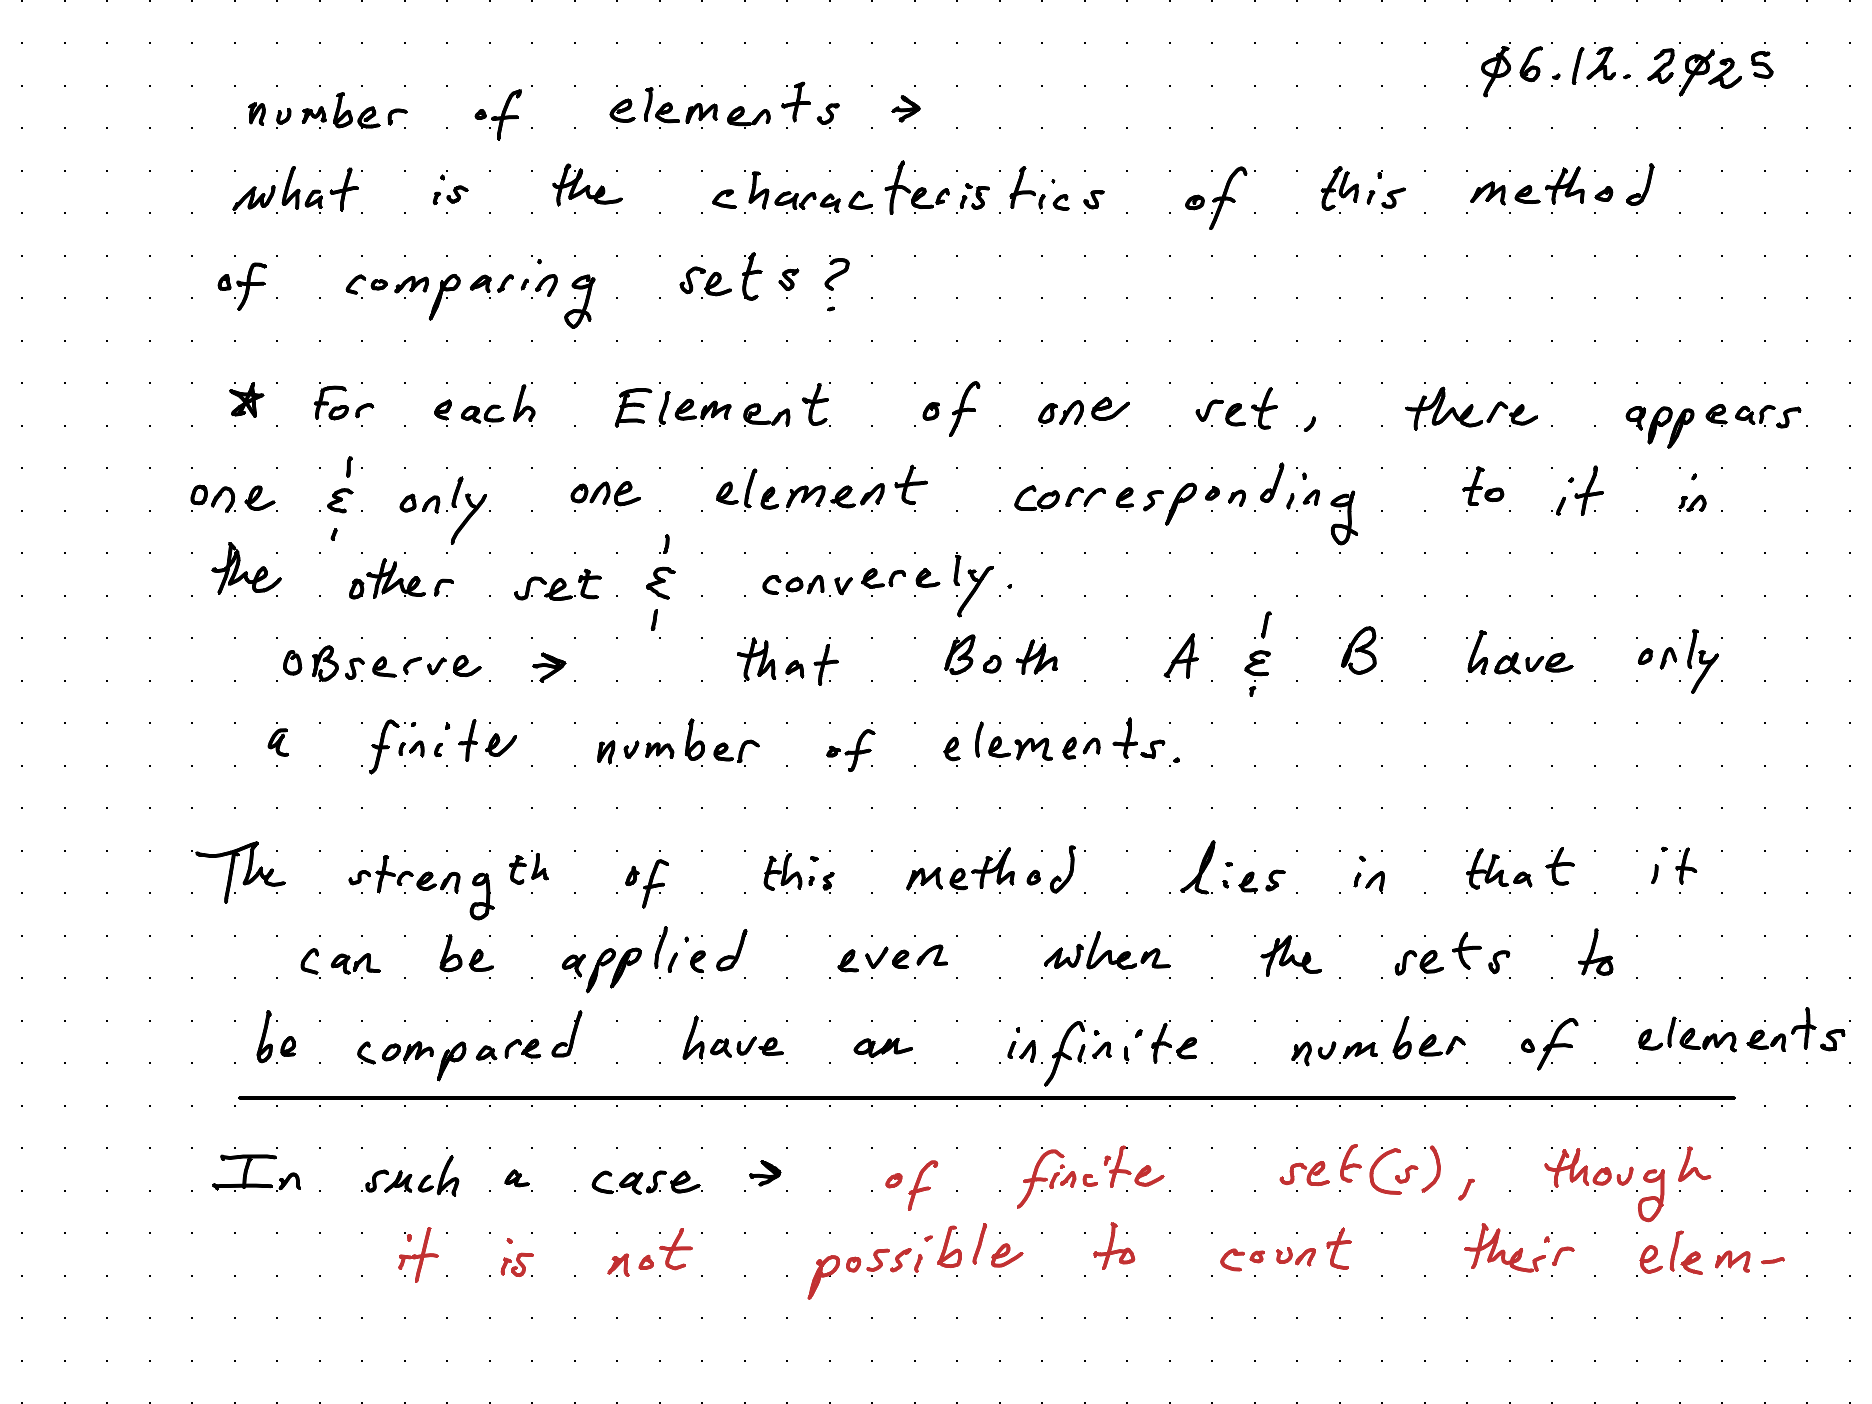 06.12.2025
number of elements →
what is the characteristics of this method
of comparing sets?
★ For each Element of one set, there appears
one & only one element corresponding to it in
the other set & converely.
OBserve → that Both A & B have only
a finite number of elements.
The strength of this method lies in that it
can be applied even when the sets to
be compared have an infinite number of elements
In such a case → of finite set(s), though
it is not possible to count their elem-